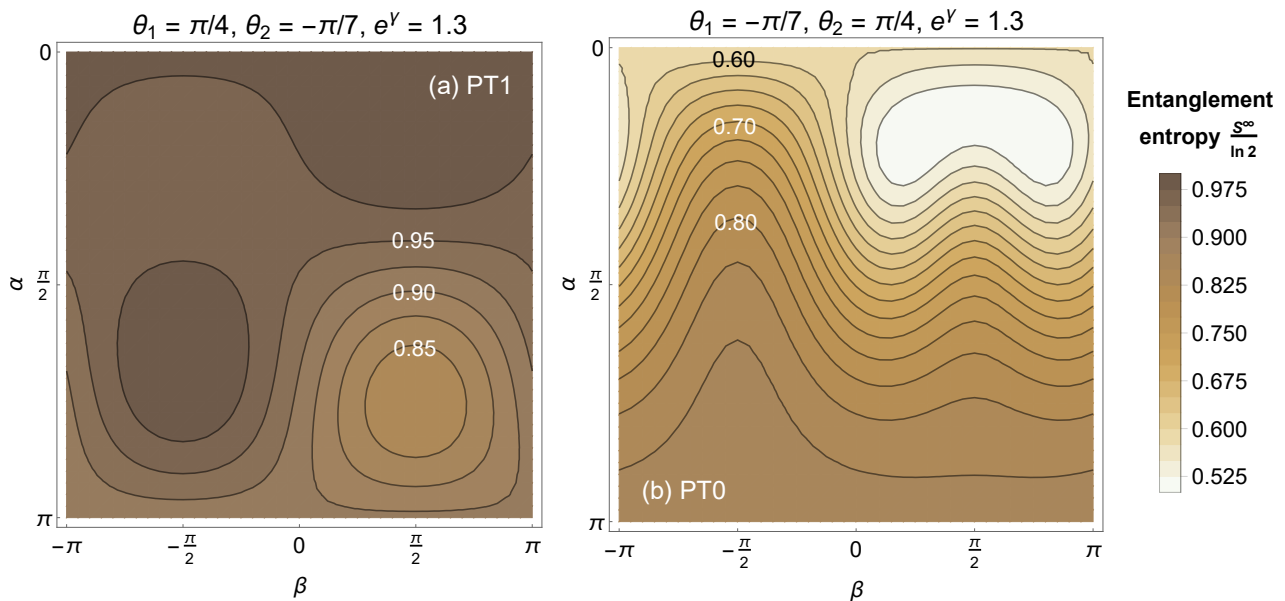 θ₁ = π/4, θ₂ = −π/7, e^γ = 1.3
(a) PT1
0.95
0.90
0.85
0
π/2
π
α
−π
−π/2
0
π/2
π
β
θ₁ = −π/7, θ₂ = π/4, e^γ = 1.3
0.60
0.70
0.80
(b) PT0
0
π/2
π
α
−π
−π/2
0
π/2
π
β
Entanglement
entropy S^∞/ln 2
0.975
0.900
0.825
0.750
0.675
0.600
0.525